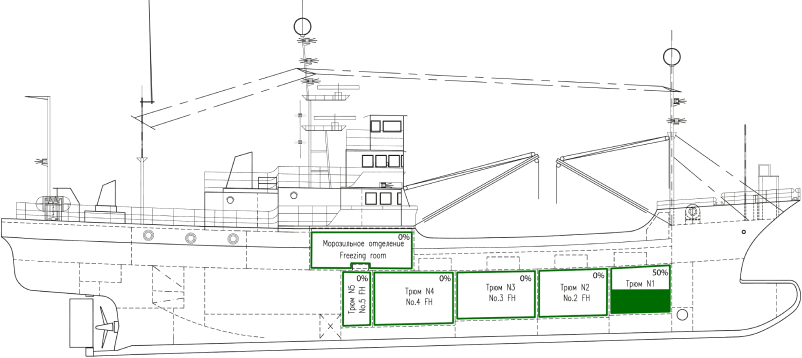 0%
Морозильное отделение
Freezing room
0%
Трюм N5
No.5 FH
0%
Трюм N4
No.4 FH
0%
Трюм N3
No.3 FH
0%
Трюм N2
No.2 FH
50%
Трюм N1